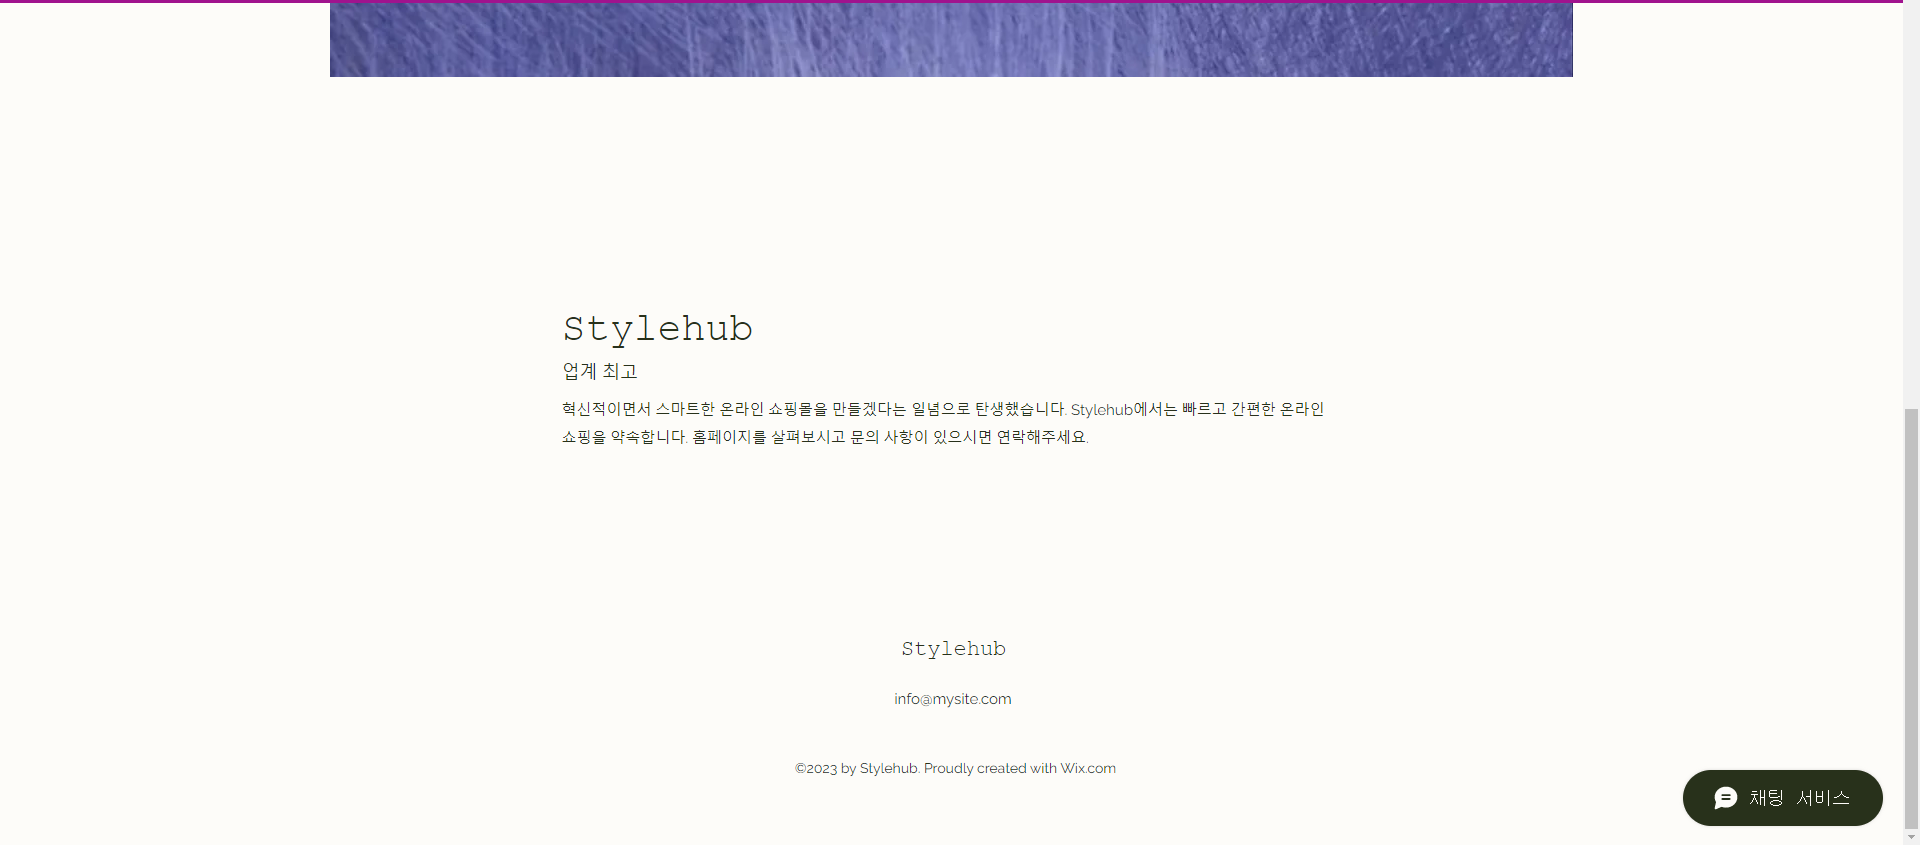 Stylehub
업계 최고
혁신적이면서 스마트한 온라인 쇼핑몰을 만들겠다는 일념으로 탄생했습니다. Stylehub에서는 빠르고 간편한 온라인
쇼핑을 약속합니다. 홈페이지를 살펴보시고 문의 사항이 있으시면 연락해주세요.
Stylehub
info@mysite.com
©2023 by Stylehub. Proudly created with Wix.com
채팅 서비스